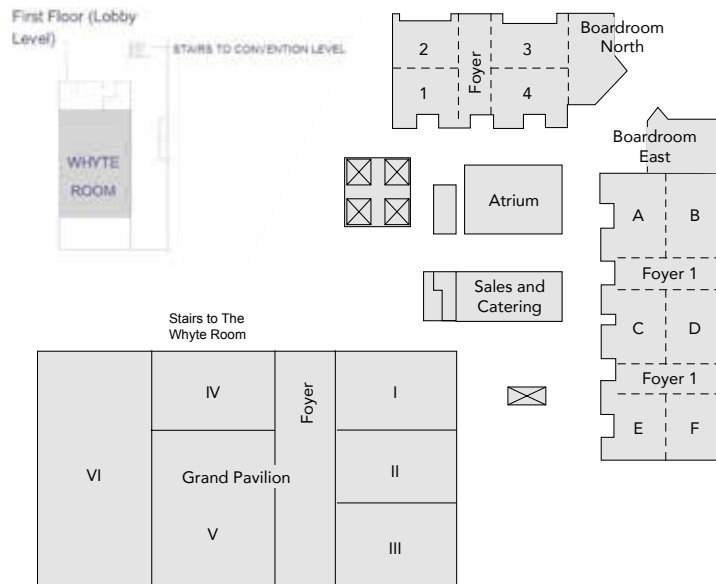 First Floor (Lobby
Level)
STAIRS TO CONVENTION LEVEL
WHYTE
ROOM
2
Foyer
3
Boardroom
North
1
4
Boardroom
East
Atrium
A
B
Foyer 1
Sales and
Catering
C
D
Foyer 1
E
F
Stairs to The
Whyte Room
IV
Foyer
I
VI
Grand Pavilion
II
V
III